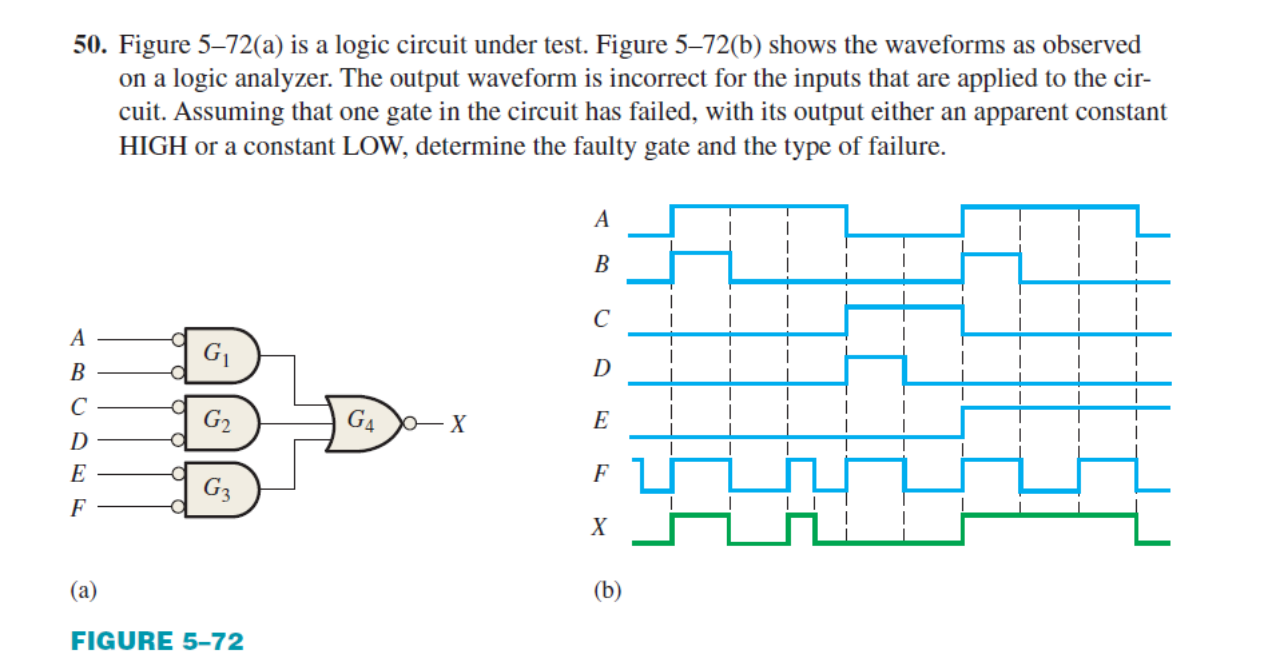 50. Figure 5–72(a) is a logic circuit under test. Figure 5–72(b) shows the waveforms as observed
on a logic analyzer. The output waveform is incorrect for the inputs that are applied to the cir-
cuit. Assuming that one gate in the circuit has failed, with its output either an apparent constant
HIGH or a constant LOW, determine the faulty gate and the type of failure.
A
B
C
D
E
F
G1
G2
G3
G4
X
A
B
C
D
E
F
X
(a)
(b)
FIGURE 5–72